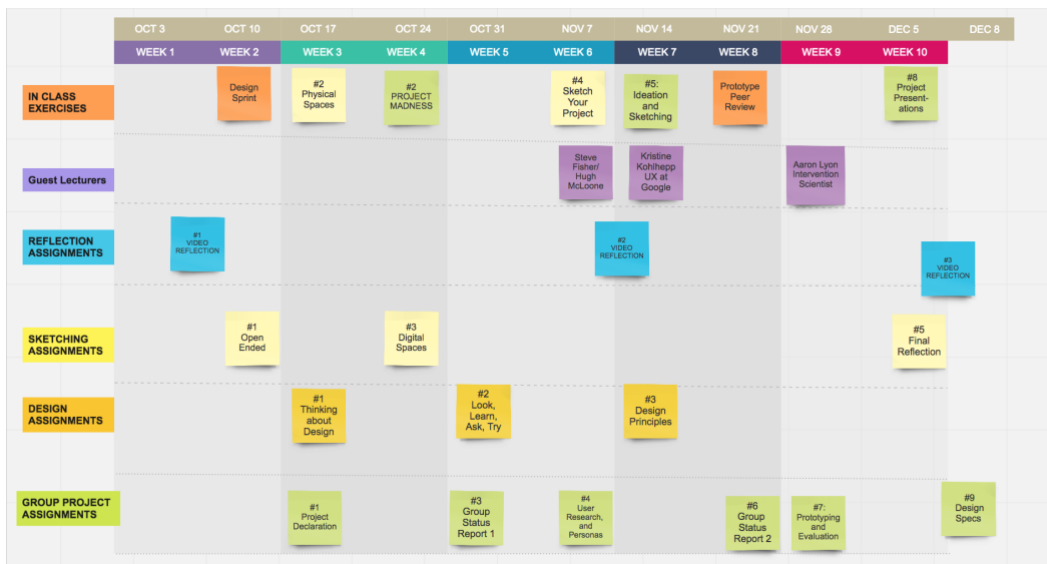 OCT 3 OCT 10 OCT 17 OCT 24 OCT 31 NOV 7 NOV 14 NOV 21 NOV 28 DEC 5 DEC 8
WEEK 1 WEEK 2 WEEK 3 WEEK 4 WEEK 5 WEEK 6 WEEK 7 WEEK 8 WEEK 9 WEEK 10
IN CLASS
EXERCISES
Design
Sprint
#2
Physical
Spaces
#2
PROJECT
MADNESS
#4
Sketch
Your
Project
#5:
Ideation
and
Sketching
Prototype
Peer
Review
#8
Project
Present-
ations
Guest Lecturers
Steve
Fisher/
Hugh
McLoone
Kristine
Kohlhepp
UX at
Google
Aaron Lyon
Intervention
Scientist
REFLECTION
ASSIGNMENTS
#1
VIDEO
REFLECTION
#2
VIDEO
REFLECTION
#3
VIDEO
REFLECTION
SKETCHING
ASSIGNMENTS
#1
Open
Ended
#3
Digital
Spaces
#5
Final
Reflection
DESIGN
ASSIGNMENTS
#1
Thinking
about
Design
#2
Look,
Learn,
Ask, Try
#3
Design
Principles
GROUP PROJECT
ASSIGNMENTS
#1
Project
Declaration
#3
Group
Status
Report 1
#4
User
Research,
and
Personas
#6
Group
Status
Report 2
#7:
Prototyping
and
Evaluation
#9
Design
Specs